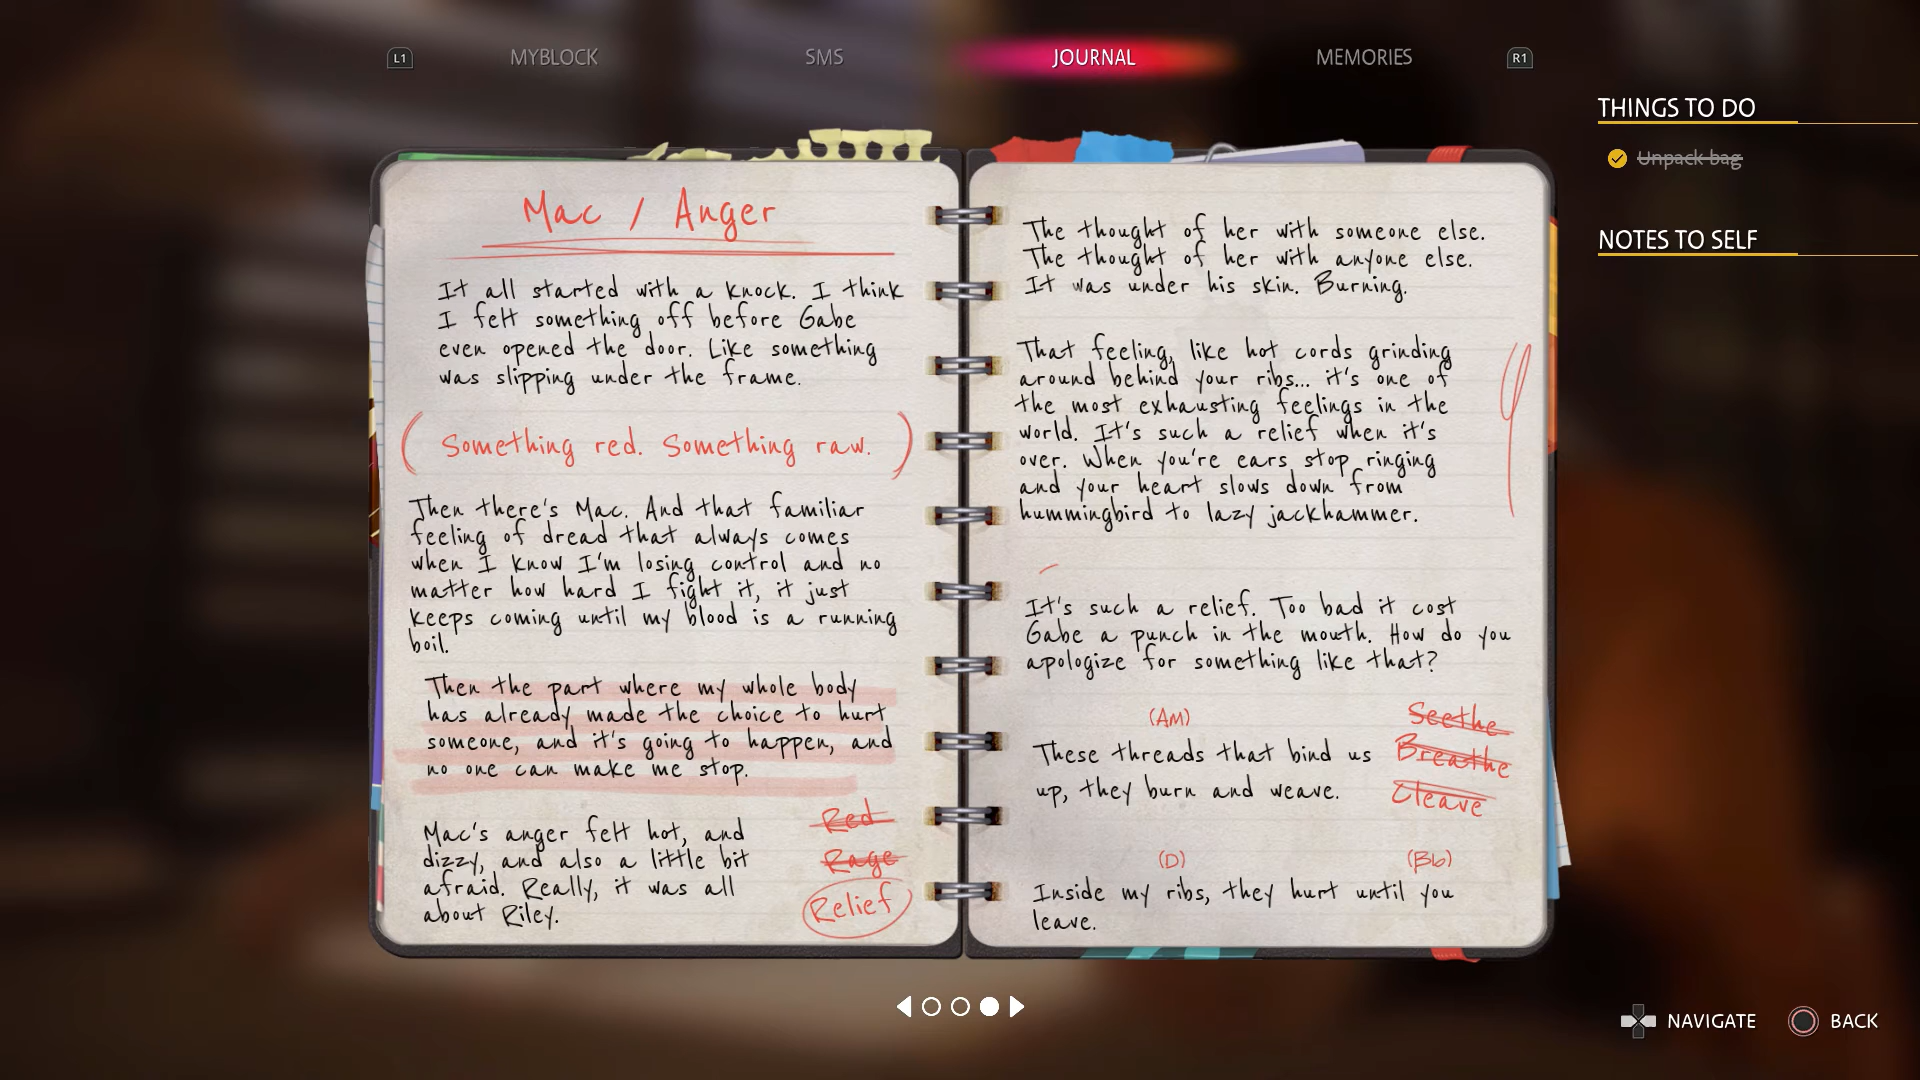 L1
MYBLOCK
SMS
JOURNAL
MEMORIES
R1
THINGS TO DO
Unpack bag
NOTES TO SELF
Mac / Anger
It all started with a knock. I think
I felt something off before Gabe
even opened the door. Like something
was slipping under the frame.
( Something red. Something raw. )
Then there's Mac. And that familiar
feeling of dread that always comes
when I know I'm losing control and no
matter how hard I fight it, it just
keeps coming until my blood is a running
boil.
Then the part where my whole body
has already made the choice to hurt
someone, and it's going to happen, and
no one can make me stop.
Mac's anger felt hot, and
dizzy, and also a little bit
afraid. Really, it was all
about Riley.
Red
Rage
Relief
The thought of her with someone else.
The thought of her with anyone else.
It was under his skin. Burning.
That feeling, like hot cords grinding
around behind your ribs... it's one of
the most exhausting feelings in the
world. It's such a relief when it's
over. When you're ears stop ringing
and your heart slows down from
hummingbird to lazy jackhammer.
It's such a relief. Too bad it cost
Gabe a punch in the mouth. How do you
apologize for something like that?
(AM)
These threads that bind us
up, they burn and weave.
Seethe
Breathe
Cleave
(D)
(Bb)
Inside my ribs, they hurt until you
leave.
NAVIGATE
BACK